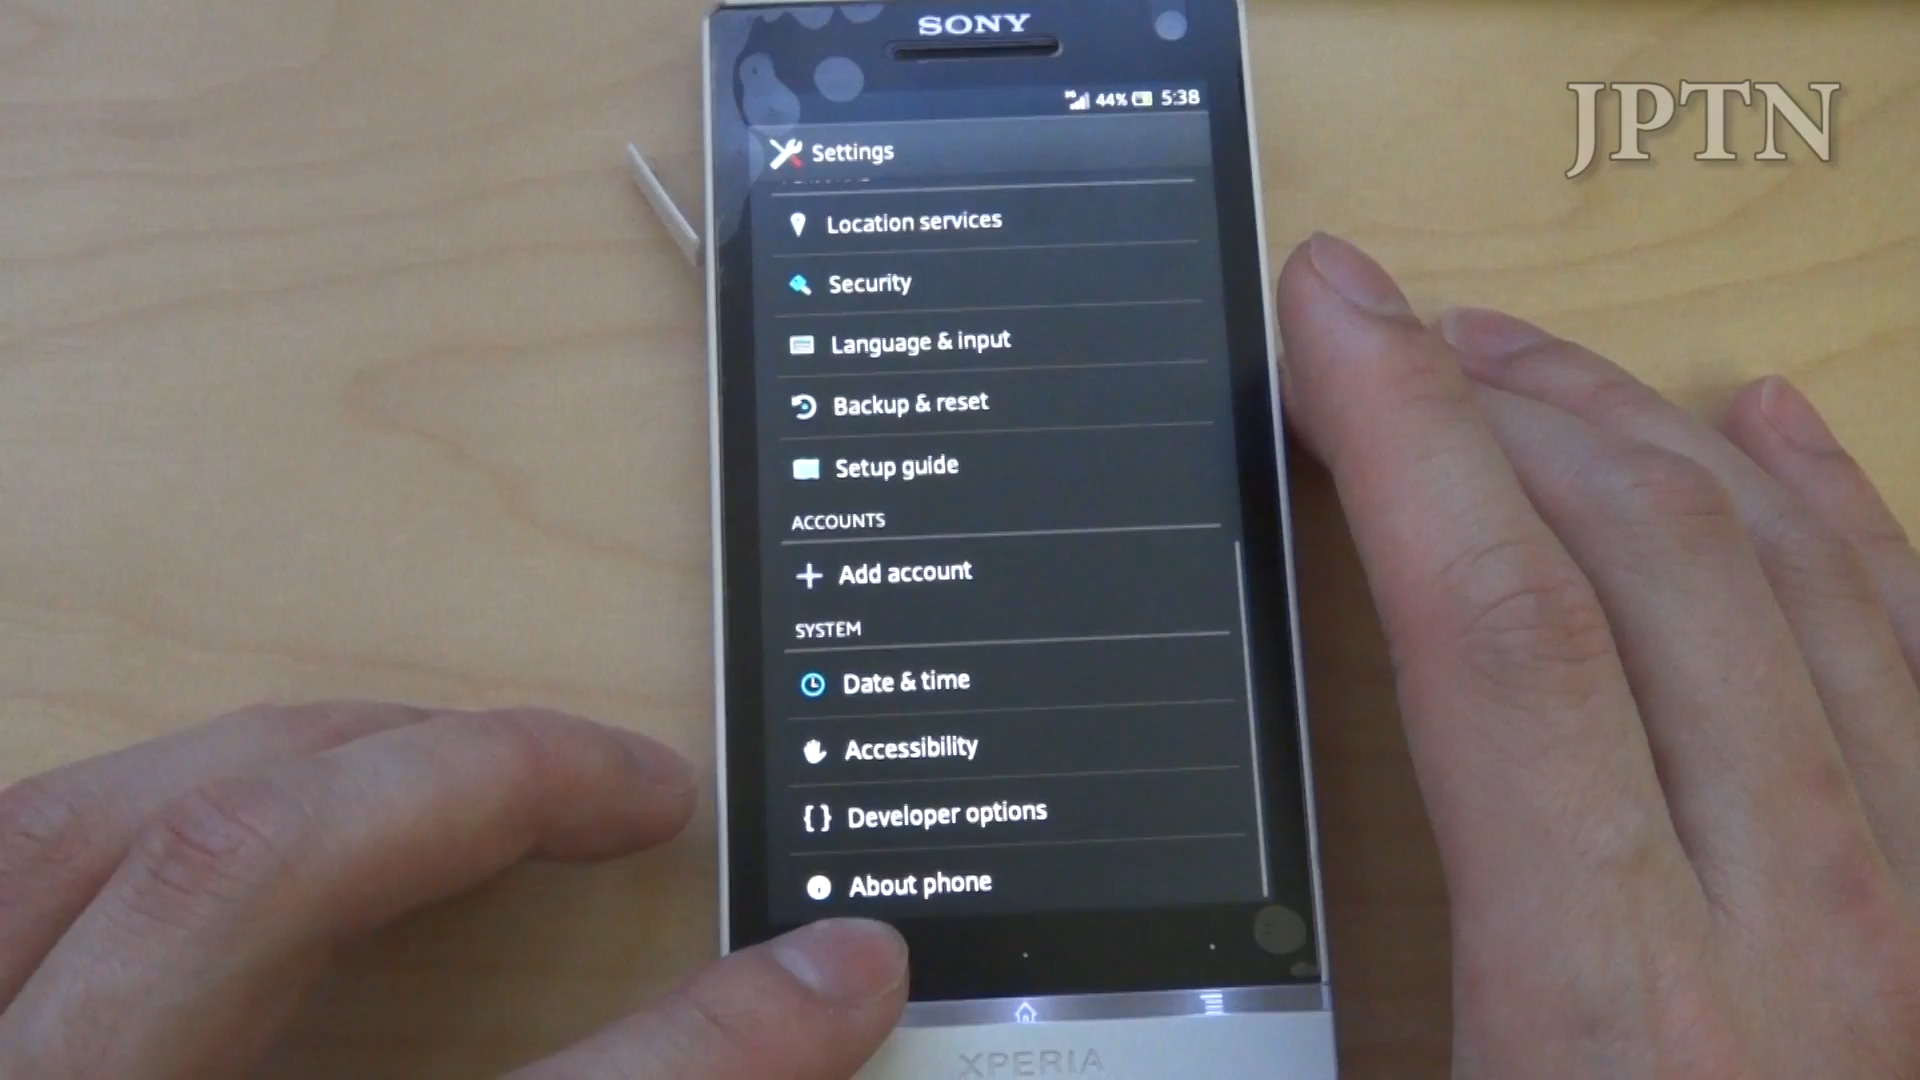 SONY
JPTN
44% 5:38
Settings
Location services
Security
Language & input
Backup & reset
Setup guide
ACCOUNTS
Add account
SYSTEM
Date & time
Accessibility
Developer options
About phone
XPERIA